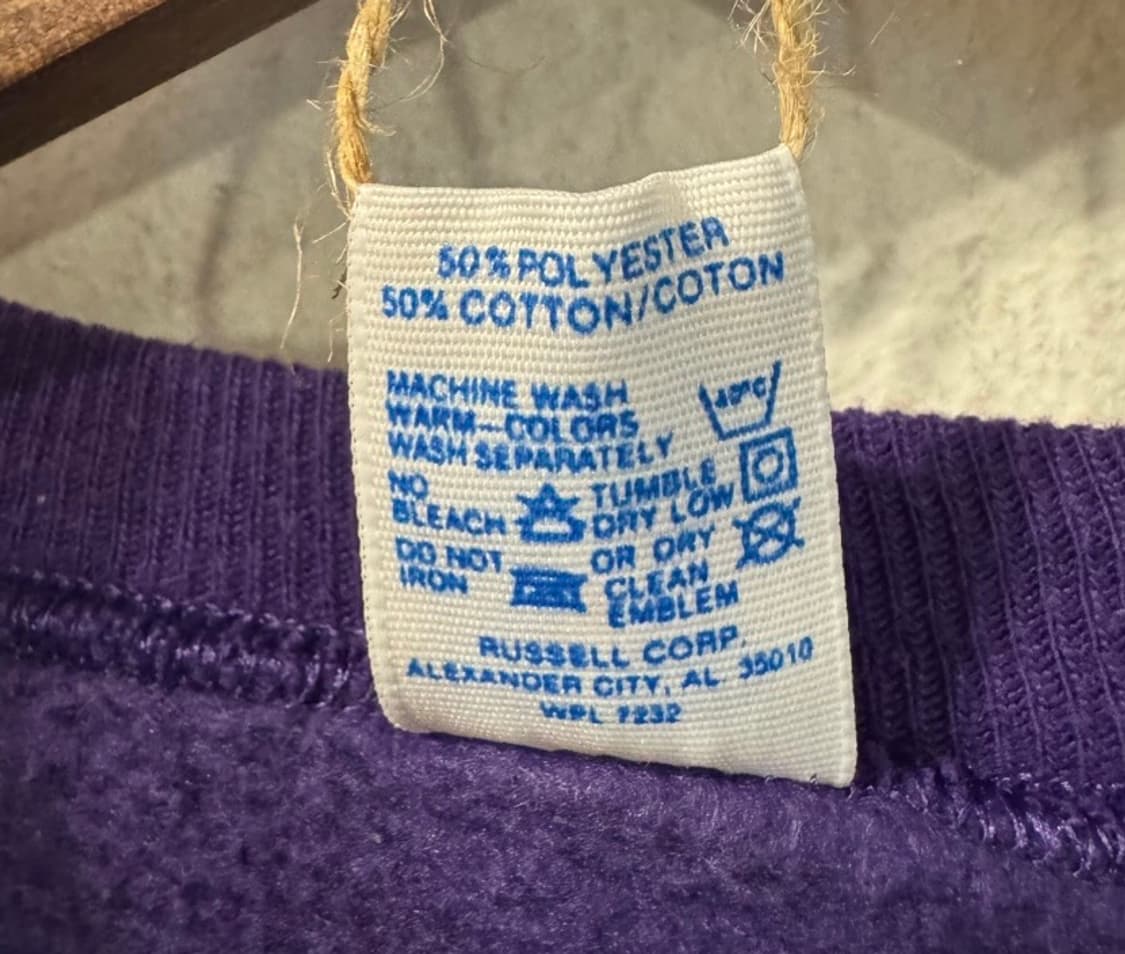 50% POLYESTER
50% COTTON/COTON
MACHINE WASH
WARM—COLORS
WASH SEPARATELY
40°C
NO
BLEACH
TUMBLE
DRY LOW
DO NOT
IRON
OR DRY
CLEAN
EMBLEM
RUSSELL CORP.
ALEXANDER CITY, AL 35010
WPL 7232